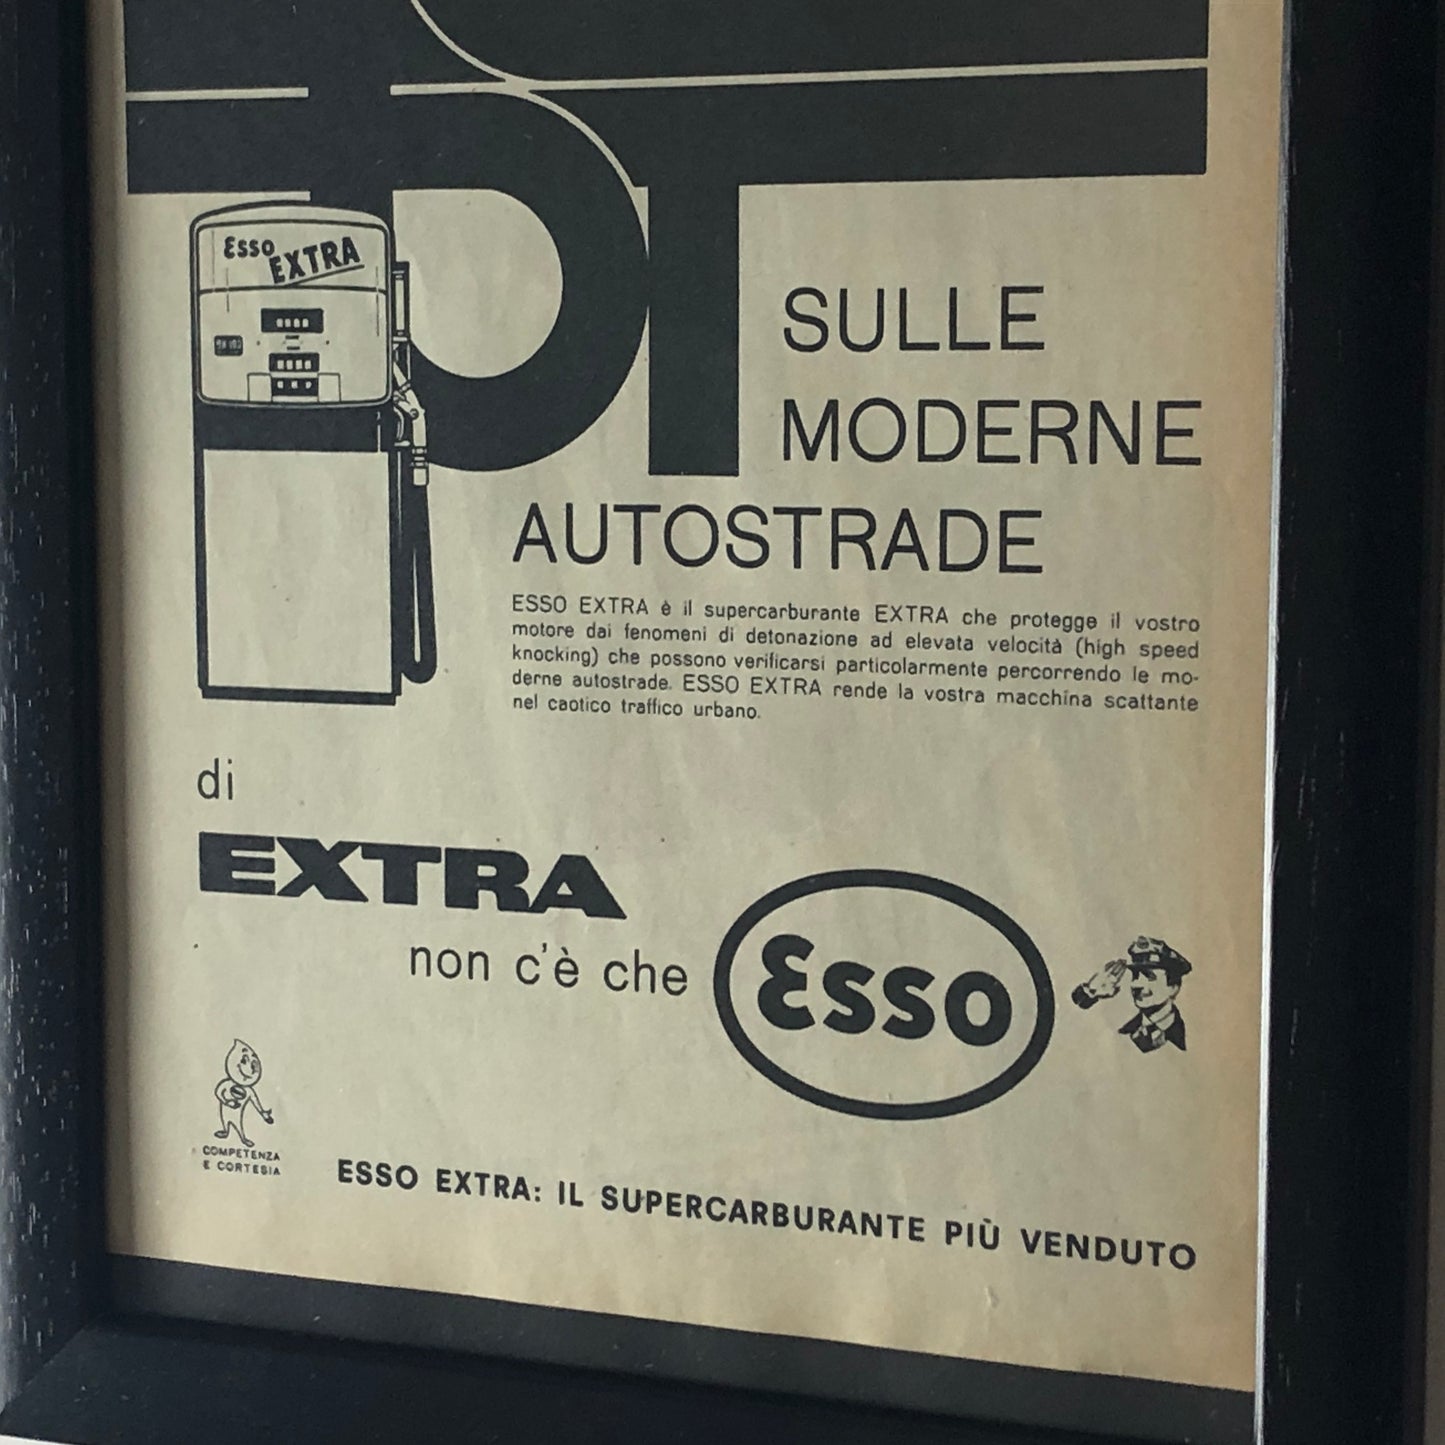 Esso
EXTRA
SULLE
MODERNE
AUTOSTRADE
ESSO EXTRA è il supercarburante EXTRA che protegge il vostro
motore dai fenomeni di detonazione ad elevata velocità (high speed
knocking) che possono verificarsi particolarmente percorrendo le mo-
derne autostrade. ESSO EXTRA rende la vostra macchina scattante
nel caotico traffico urbano.
di
EXTRA
non c'è che
Esso
COMPETENZA
E CORTESIA
ESSO EXTRA: IL SUPERCARBURANTE PIÙ VENDUTO